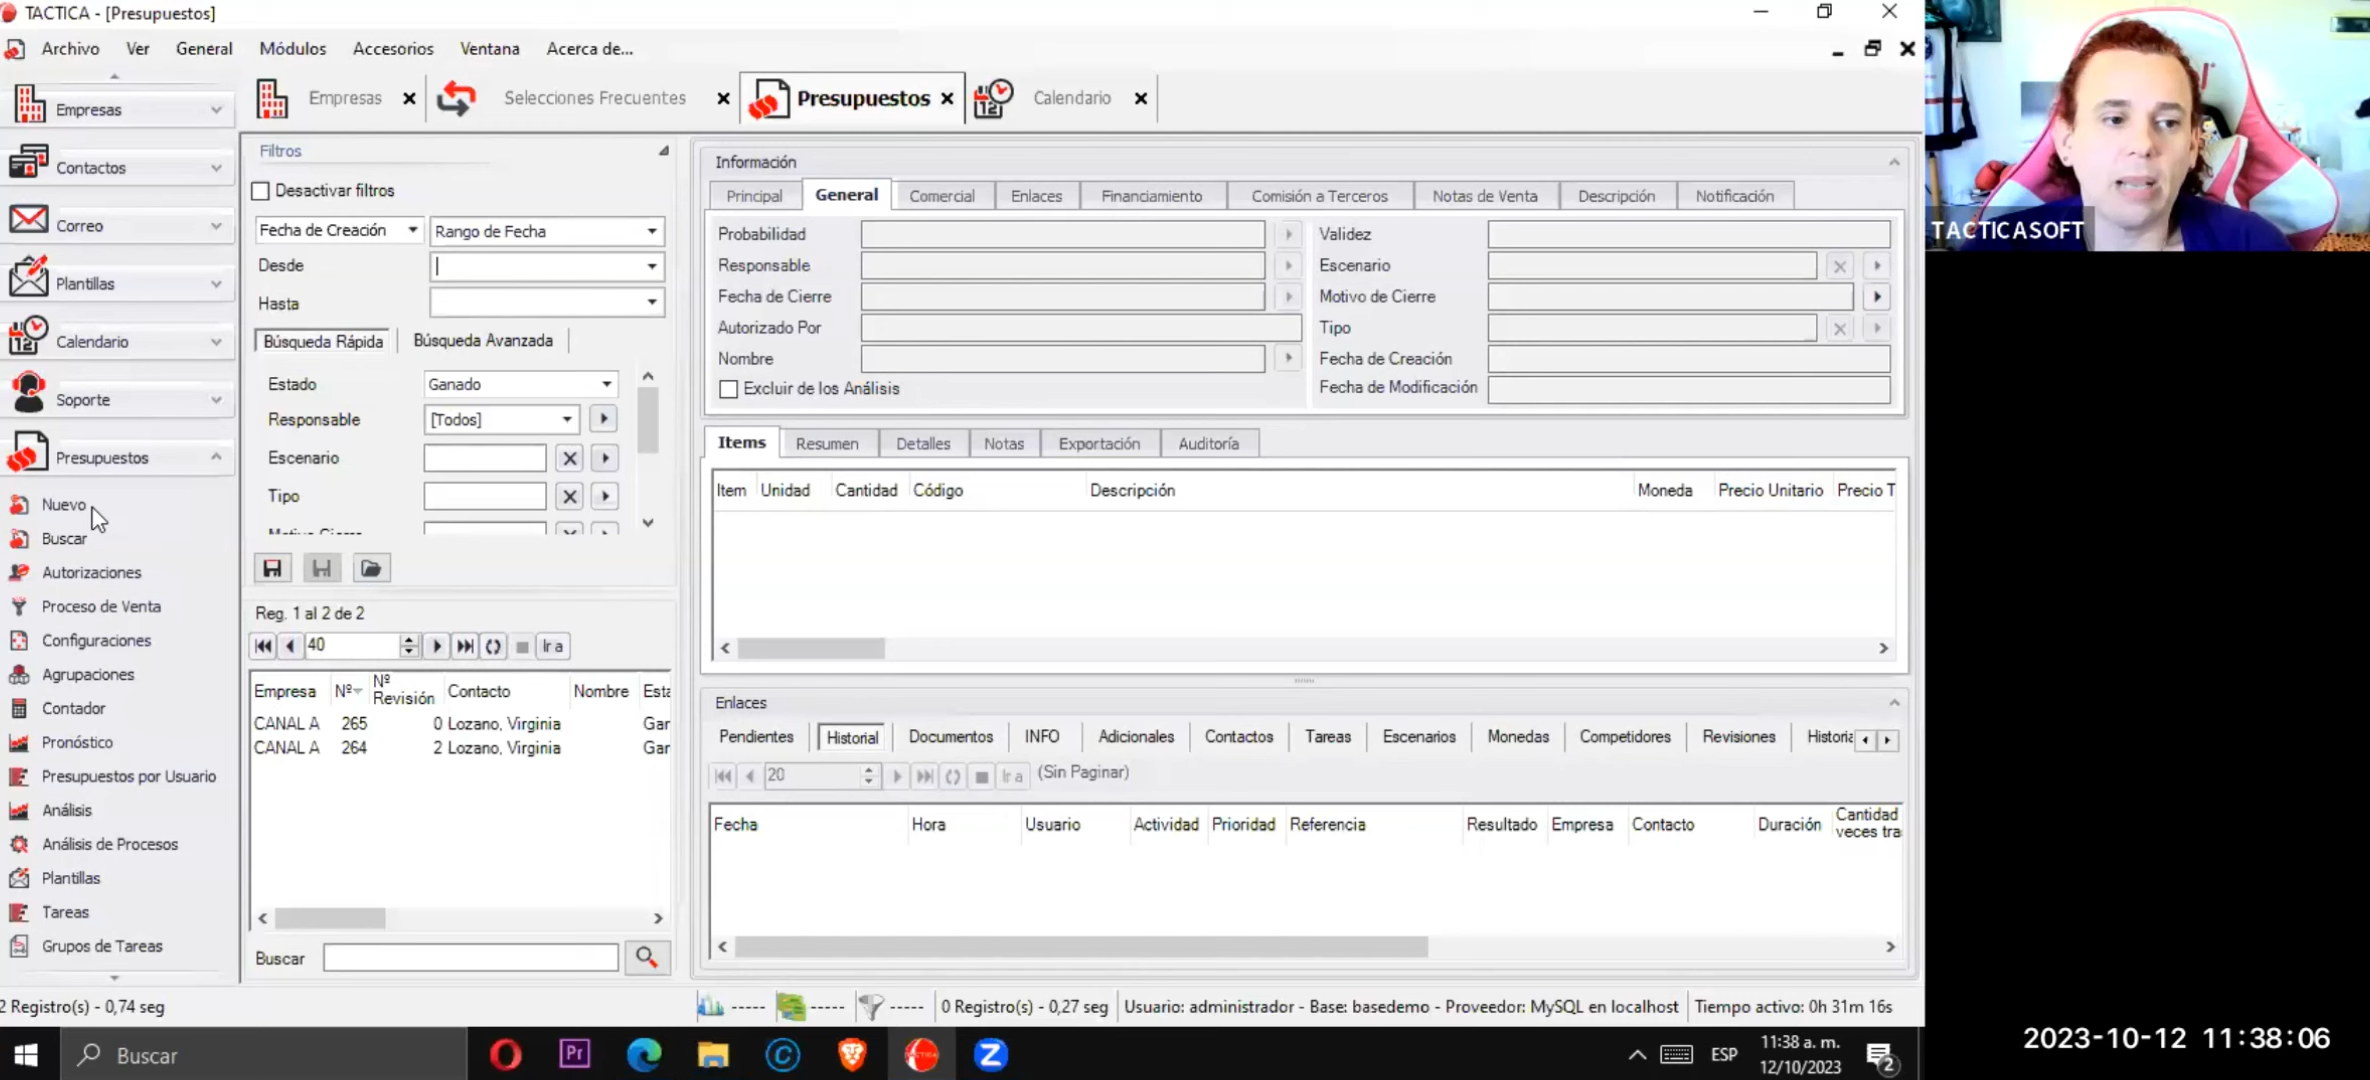 TACTICA - [Presupuestos]
Archivo Ver General Módulos Accesorios Ventana Acerca de...
Empresas
Contactos
Correo
Plantillas
Calendario
Soporte
Presupuestos
Nuevo
Buscar
Autorizaciones
Proceso de Venta
Configuraciones
Agrupaciones
Contador
Pronóstico
Presupuestos por Usuario
Análisis
Análisis de Procesos
Plantillas
Tareas
Grupos de Tareas
Empresas Selecciones Frecuentes Presupuestos Calendario
Filtros
Desactivar filtros
Fecha de Creación Rango de Fecha
Desde
Hasta
Búsqueda Rápida Búsqueda Avanzada
Estado Ganado
Responsable [Todos]
Escenario
Tipo
Reg. 1 al 2 de 2
40 Ir a
Empresa Nº Nº Revisión Contacto Nombre Esta
CANAL A 265 0 Lozano, Virginia Gar
CANAL A 264 2 Lozano, Virginia Gar
Buscar
Información
Principal General Comercial Enlaces Financiamiento Comisión a Terceros Notas de Venta Descripción Notificación
Probabilidad Validez
Responsable Escenario
Fecha de Cierre Motivo de Cierre
Autorizado Por Tipo
Nombre Fecha de Creación
Excluir de los Análisis Fecha de Modificación
Items Resumen Detalles Notas Exportación Auditoría
Item Unidad Cantidad Código Descripción Moneda Precio Unitario Precio T
Enlaces
Pendientes Historial Documentos INFO Adicionales Contactos Tareas Escenarios Monedas Competidores Revisiones Historia
20 Ir a (Sin Paginar)
Fecha Hora Usuario Actividad Prioridad Referencia Resultado Empresa Contacto Duración Cantidad
veces tra
2 Registro(s) - 0,74 seg ----- ----- ----- 0 Registro(s) - 0,27 seg Usuario: administrador - Base: basedemo - Proveedor: MySQL en localhost Tiempo activo: 0h 31m 16s
Buscar Pr ESP 11:38 a. m.
12/10/2023 2
TACTICASOFT
2023-10-12 11:38:06